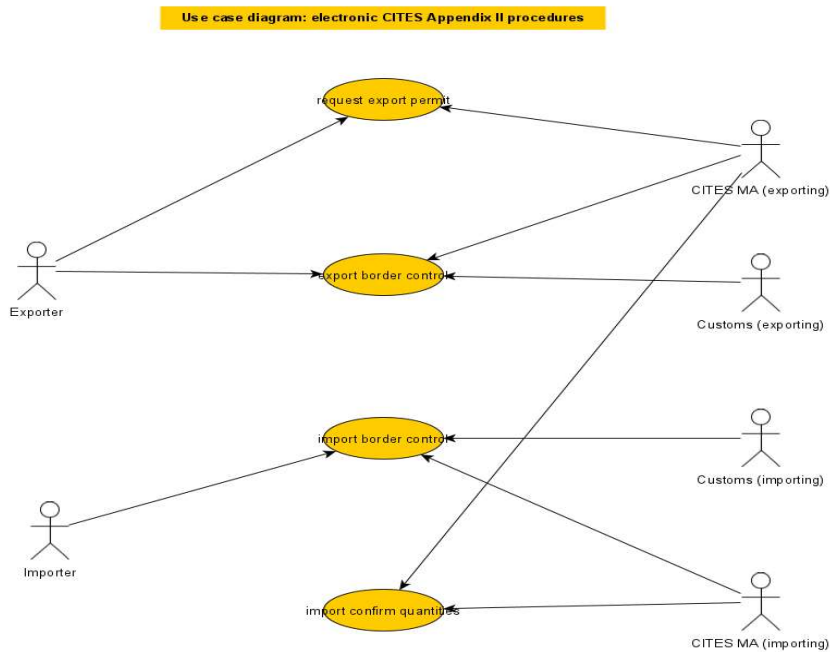 Use case diagram: electronic CITES Appendix II procedures
request export permit
CITES MA (exporting)
export border control
Exporter
Customs (exporting)
import border control
Customs (importing)
Importer
import confirm quantities
CITES MA (importing)